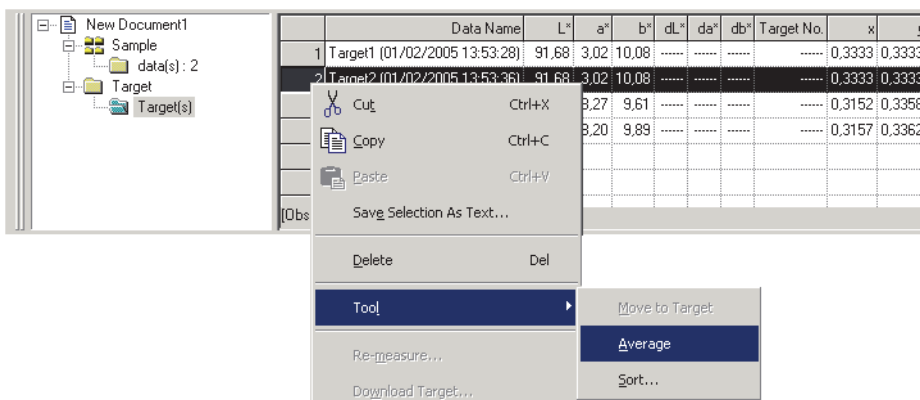 New Document1
Sample
data(s) : 2
Target
Target(s)
Data Name L* a* b* dL* da* db* Target No. x
1 Target1 (01/02/2005 13:53:28) 91,68 3,02 10,08 ----- ----- ----- ----- 0,3333 0,3333
2 Target2 (01/02/2005 13:53:36) 91,68 3,02 10,08 ----- ----- ----- ----- 0,3333 0,3333
3,27 9,61 ----- ----- ----- ----- 0,3152 0,3358
3,20 9,89 ----- ----- ----- ----- 0,3157 0,3362
[Obs
Cut Ctrl+X
Copy Ctrl+C
Paste Ctrl+V
Save Selection As Text...
Delete Del
Tool
Move to Target
Average
Sort...
Re-measure...
Download Target...